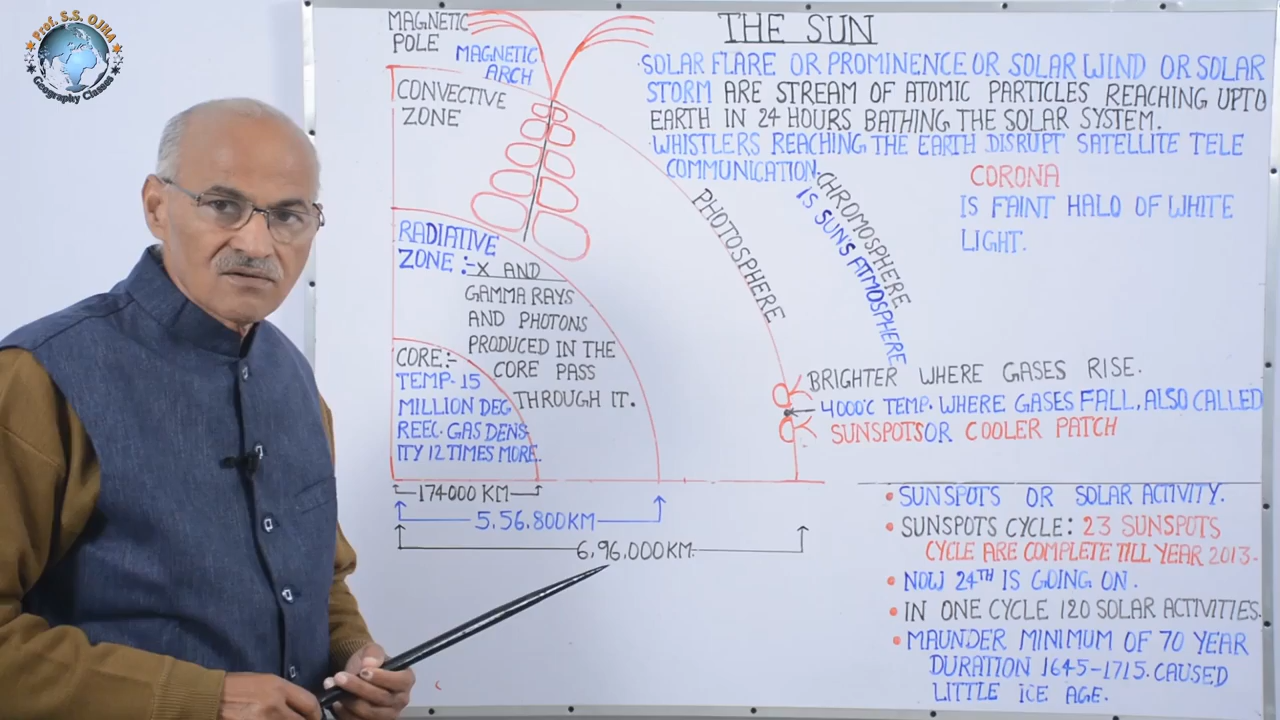 Prof. S.S. OJHA
Geography Classes
THE SUN
MAGNETIC
POLE
MAGNETIC
ARCH
CONVECTIVE
ZONE
RADIATIVE
ZONE :- X AND
GAMMA RAYS
AND PHOTONS
PRODUCED IN THE
CORE PASS
THROUGH IT.
CORE:-
TEMP. 15
MILLION DEG
REEC. GAS DENS-
ITY 12 TIMES MORE.
174000 KM
5,56,800KM
6,96,000KM
SOLAR FLARE OR PROMINENCE OR SOLAR WIND OR SOLAR
STORM ARE STREAM OF ATOMIC PARTICLES REACHING UPTO
EARTH IN 24 HOURS BATHING THE SOLAR SYSTEM.
WHISTLERS REACHING THE EARTH DISRUPT SATELLITE TELE
COMMUNICATION.
PHOTOSPHERE
CHROMOSPHERE
IS SUN'S ATMOSPHERE
CORONA
IS FAINT HALO OF WHITE
LIGHT.
BRIGHTER WHERE GASES RISE.
4000°C TEMP. WHERE GASES FALL, ALSO CALLED
SUNSPOTS OR COOLER PATCH
• SUNSPOTS OR SOLAR ACTIVITY.
• SUNSPOTS CYCLE: 23 SUNSPOTS
CYCLE ARE COMPLETE TILL YEAR 2013-
• NOW 24TH IS GOING ON.
• IN ONE CYCLE 120 SOLAR ACTIVITIES.
• MAUNDER MINIMUM OF 70 YEAR
DURATION 1645-1715. CAUSED
LITTLE ICE AGE.